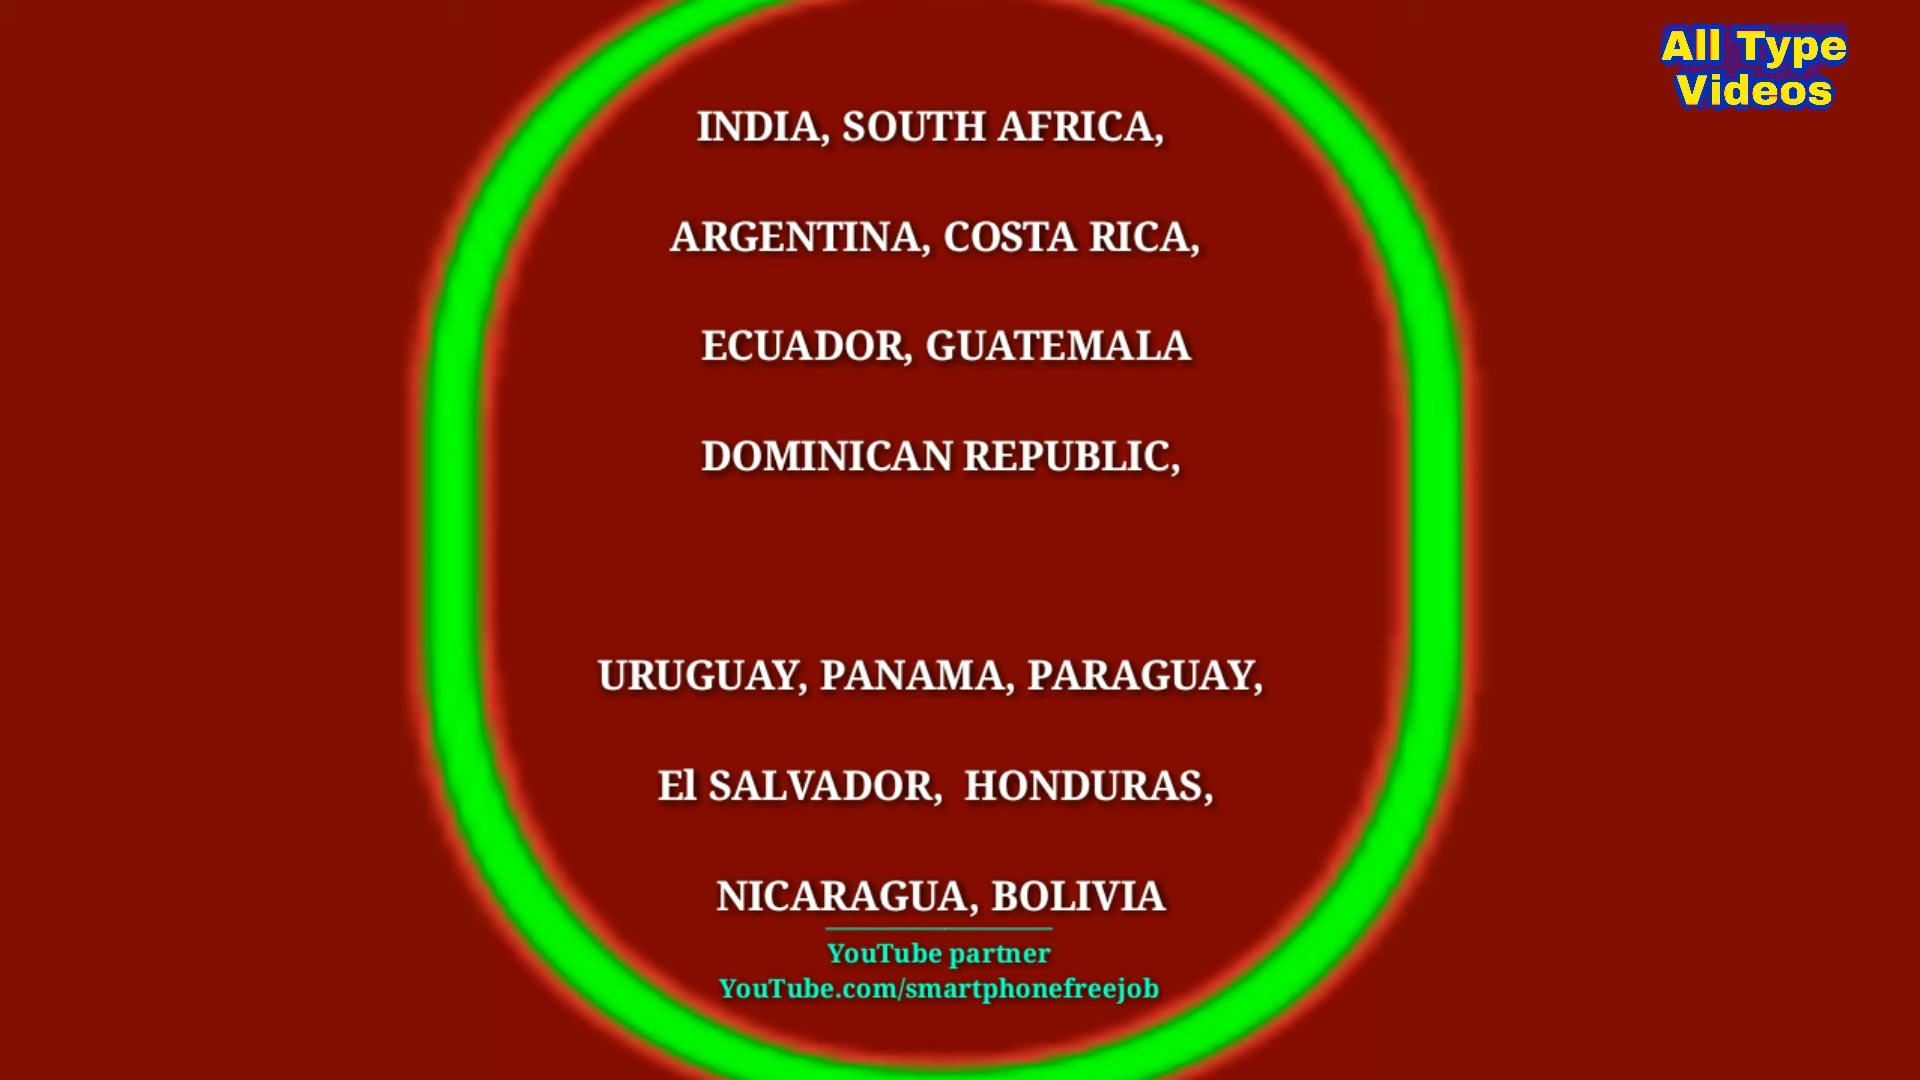 All Type
Videos
INDIA, SOUTH AFRICA,
ARGENTINA, COSTA RICA,
ECUADOR, GUATEMALA
DOMINICAN REPUBLIC,
URUGUAY, PANAMA, PARAGUAY,
El SALVADOR, HONDURAS,
NICARAGUA, BOLIVIA
YouTube partner
YouTube.com/smartphonefreejob